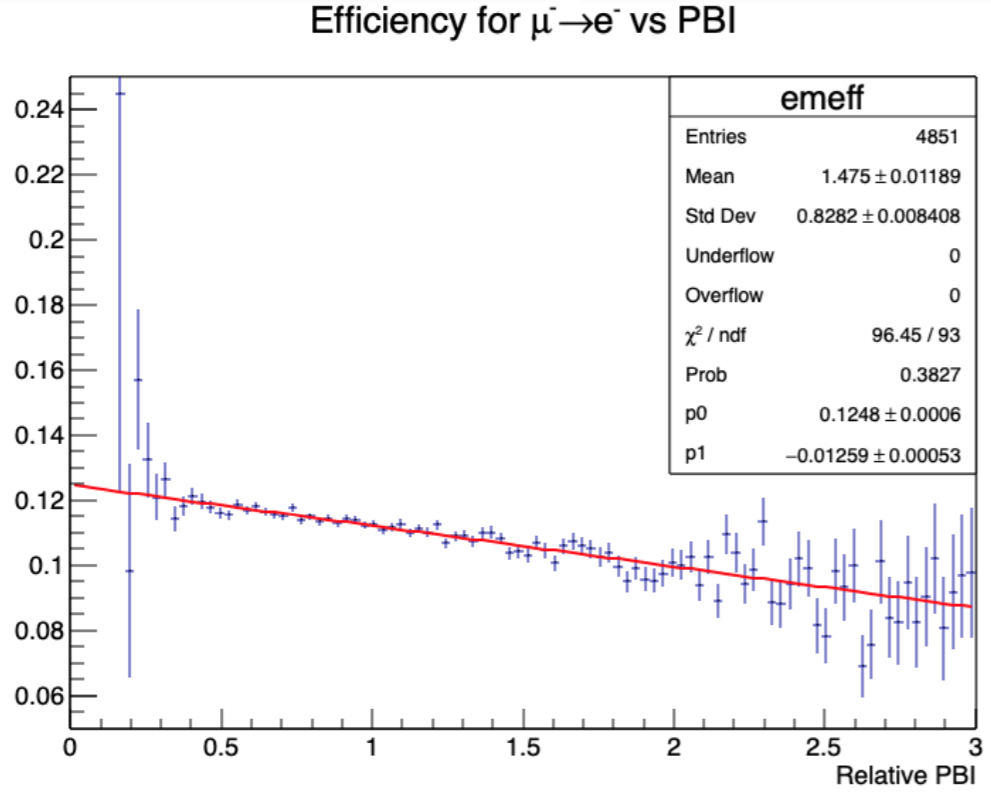 Efficiency for μ⁻→e⁻ vs PBI
emeff
Entries 4851
Mean 1.475 ± 0.01189
Std Dev 0.8282 ± 0.008408
Underflow 0
Overflow 0
χ² / ndf 96.45 / 93
Prob 0.3827
p0 0.1248 ± 0.0006
p1 −0.01259 ± 0.00053
0.24
0.22
0.2
0.18
0.16
0.14
0.12
0.1
0.08
0.06
0 0.5 1 1.5 2 2.5 3
Relative PBI